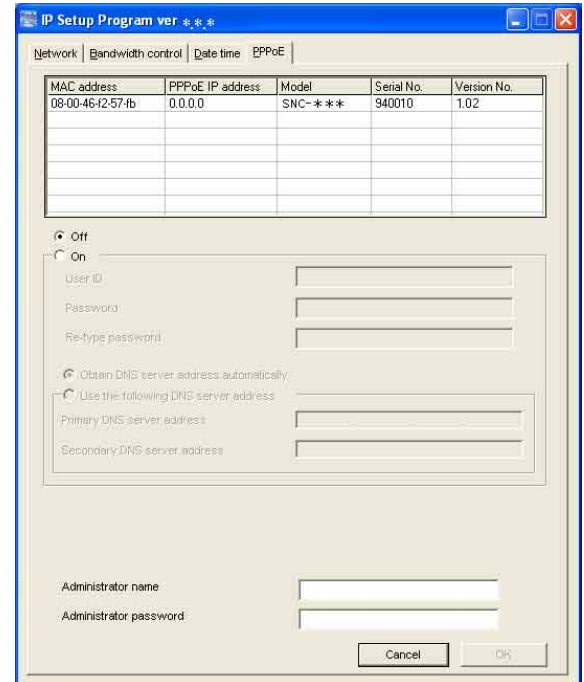 IP Setup Program ver *.*.*
Network Bandwidth control Date time PPPoE
MAC address PPPoE IP address Model Serial No. Version No.
08-00-46-f2-57-fb 0.0.0.0 SNC-*** 940010 1.02
Off
On
User ID
Password
Re-type password
Obtain DNS server address automatically
Use the following DNS server address
Primary DNS server address
Secondary DNS server address
Administrator name
Administrator password
Cancel OK